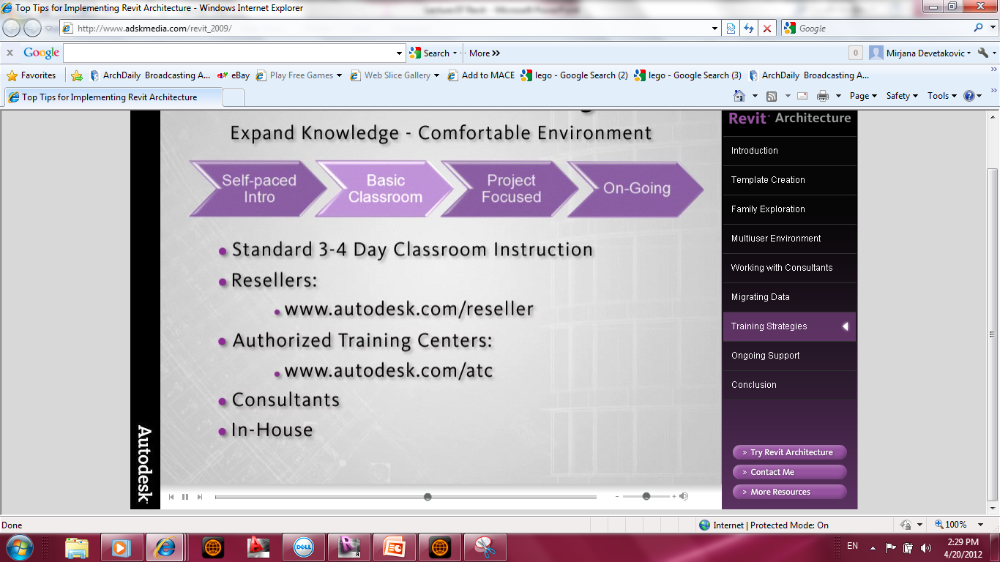 Top Tips for Implementing Revit Architecture - Windows Internet Explorer
http://www.adskmedia.com/revit_2009/
Google
Google
Search
More
0
Mirjana Devetakovic
Favorites
ArchDaily Broadcasting A...
eBay
Play Free Games
Web Slice Gallery
Add to MACE
lego - Google Search (2)
lego - Google Search (3)
ArchDaily Broadcasting A...
Top Tips for Implementing Revit Architecture
Page
Safety
Tools
Expand Knowledge - Comfortable Environment
Self-paced
Intro
Basic
Classroom
Project
Focused
On-Going
Standard 3-4 Day Classroom Instruction
Resellers:
www.autodesk.com/reseller
Authorized Training Centers:
www.autodesk.com/atc
Consultants
In-House
Autodesk
Revit Architecture
Introduction
Template Creation
Family Exploration
Multiuser Environment
Working with Consultants
Migrating Data
Training Strategies
Ongoing Support
Conclusion
» Try Revit Architecture
» Contact Me
» More Resources
Done
Internet | Protected Mode: On
100%
DELL
EN
2:29 PM
4/20/2012